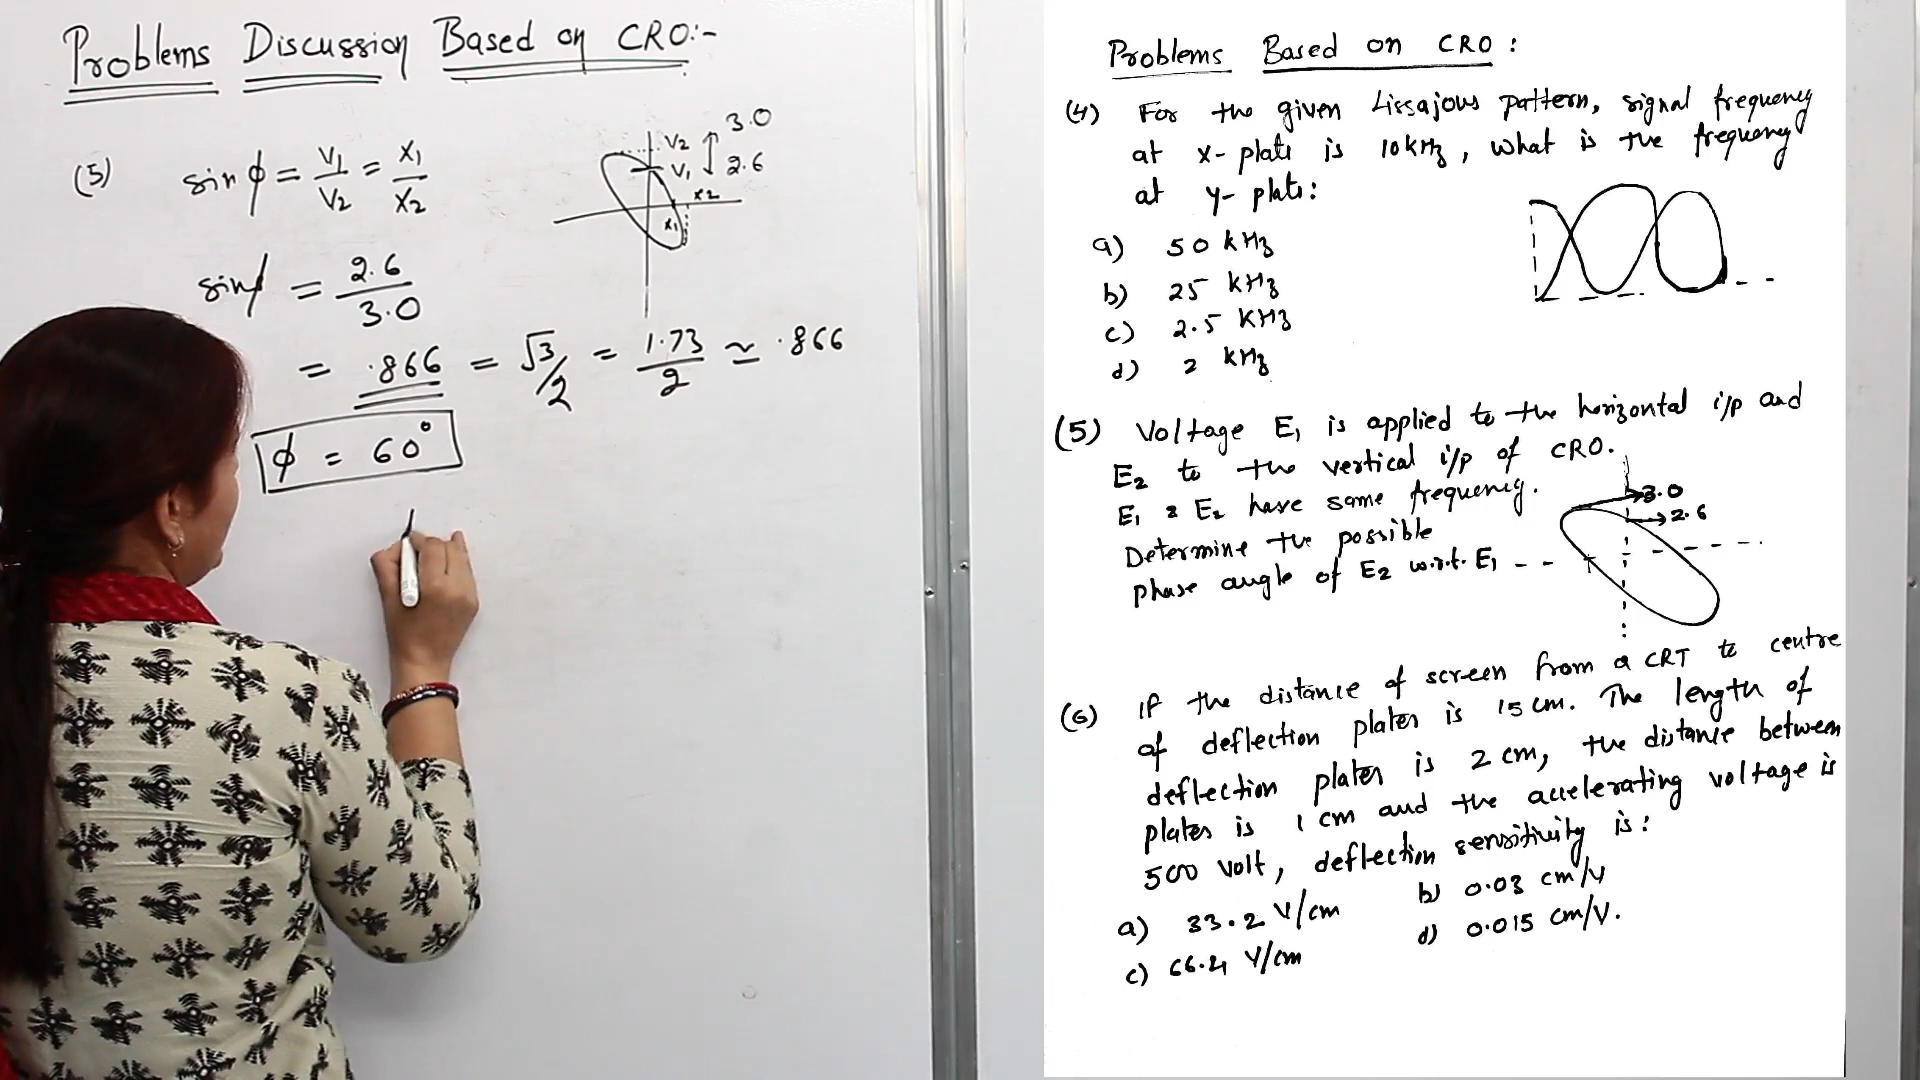 Problems Discussion Based on CRO:-
(5) sin ϕ = V1/V2 = X1/X2
V2 3.0
V1 2.6
X2
X1
sin ϕ = 2.6/3.0
= .866 = √3/2 = 1.73/2 ≃ .866
ϕ = 60°
Problems Based on CRO :
(4) For the given Lissajous pattern, signal frequency
at x-plate is 10kHz, what is the frequency
at y-plate:
a) 50 kHz
b) 25 kHz
c) 2.5 kHz
d) 2 kHz
(5) Voltage E1 is applied to the horizontal i/p and
E2 to the vertical i/p of CRO.
E1 & E2 have same frequency.
Determine the possible
phase angle of E2 w.r.t. E1
3.0
2.6
(6) If the distance of screen from a CRT to centre
of deflection plates is 15 cm. The length of
deflection plates is 2 cm, the distance between
plates is 1 cm and the accelerating voltage is
500 volt, deflection sensitivity is:
a) 33.2 V/cm b) 0.03 cm/V
c) 66.4 V/cm d) 0.015 cm/V.